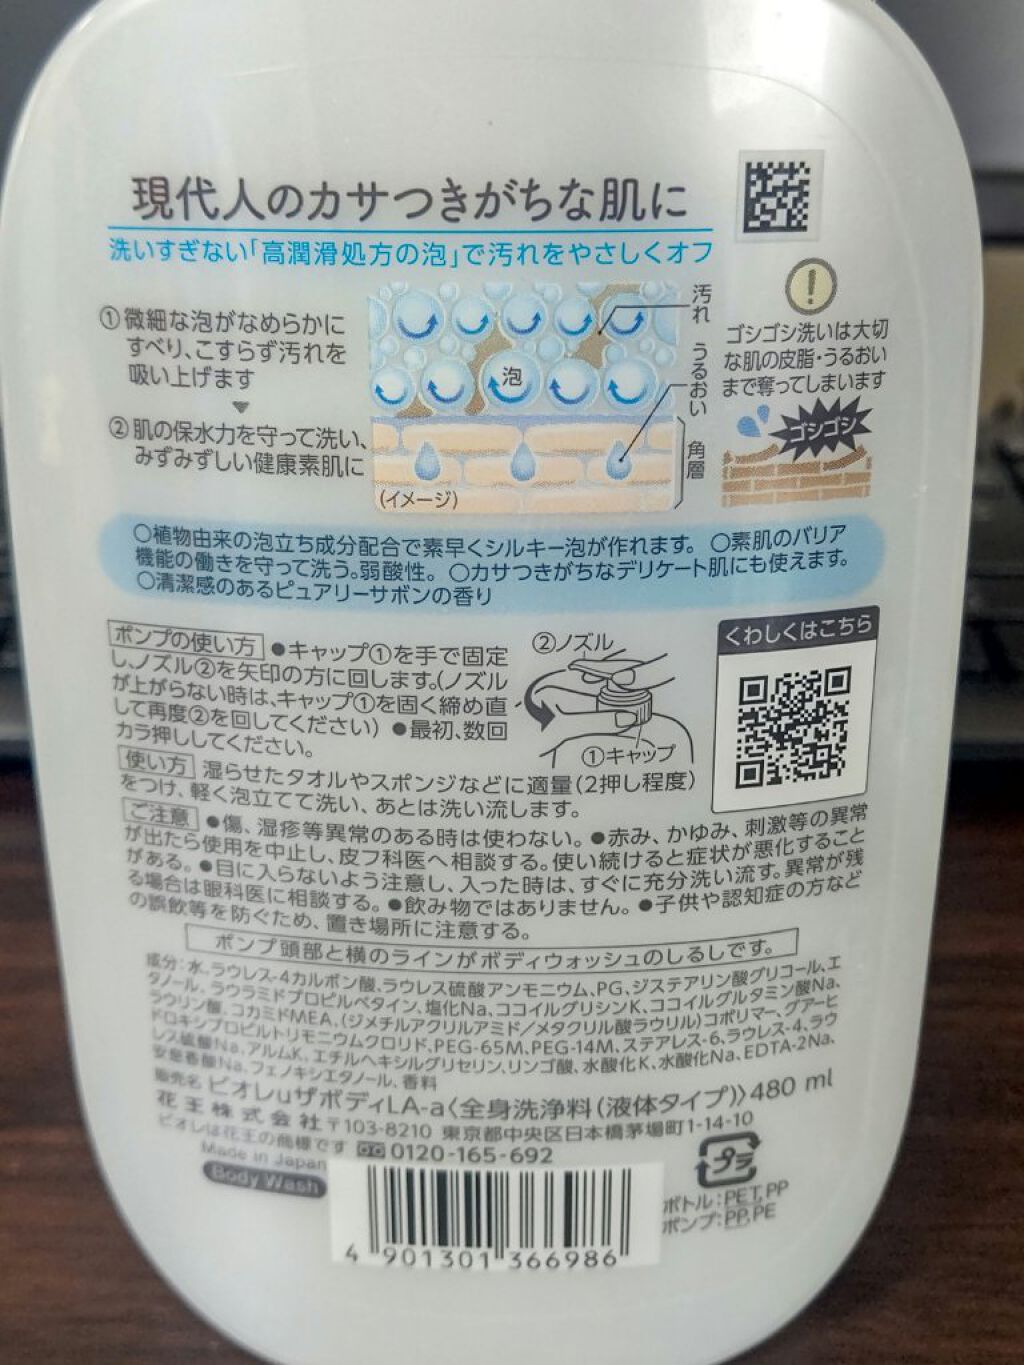 現代人のカサつきがちな肌に
洗いすぎない「高潤滑処方の泡」で汚れをやさしくオフ
①微細な泡がなめらかに
すべり、こすらず汚れを
吸い上げます
②肌の保水力を守って洗い、
みずみずしい健康素肌に
汚れ
うるおい
泡
角層
(イメージ)
!
ゴシゴシ洗いは大切
な肌の皮脂・うるおい
まで奪ってしまいます
ゴシゴシ
○植物由来の泡立ち成分配合で素早くシルキー泡が作れます。 ○素肌のバリア
機能の働きを守って洗う。弱酸性。 ○カサつきがちなデリケート肌にも使えます。
○清潔感のあるピュアリーサボンの香り
ポンプの使い方 ●キャップ①を手で固定
し、ノズル②を矢印の方に回します。(ノズル
が上がらない時は、キャップ①を固く締め直
して再度②を回してください) ●最初、数回
カラ押ししてください。
②ノズル
①キャップ
くわしくはこちら
使い方 湿らせたタオルやスポンジなどに適量(2押し程度)
をつけ、軽く泡立てて洗い、あとは洗い流します。
ご注意 ●傷、湿疹等異常のある時は使わない。●赤み、かゆみ、刺激等の異常
が出たら使用を中止し、皮フ科医へ相談する。使い続けると症状が悪化すること
がある。●目に入らないよう注意し、入った時は、すぐに充分洗い流す。異常が残
る場合は眼科医に相談する。●飲み物ではありません。●子供や認知症の方など
の誤飲等を防ぐため、置き場所に注意する。
ポンプ頭部と横のラインがボディウォッシュのしるしです。
成分:水、ラウレス-4カルボン酸、ラウレス硫酸アンモニウム、PG、ジステアリン酸グリコール、エ
タノール、ラウラミドプロピルベタイン、塩化Na、ココイルグリシンK、ココイルグルタミン酸Na、
ラウリン酸、コカミドMEA、(ジメチルアクリルアミド/メタクリル酸ラウリル)コポリマー、グアーヒ
ドロキシプロピルトリモニウムクロリド、PEG-65M、PEG-14M、ステアレス-6、ラウレス-4、ラウ
レス硫酸Na、アルムK、エチルヘキシルグリセリン、リンゴ酸、水酸化K、水酸化Na、EDTA-2Na、
安息香酸Na、フェノキシエタノール、香料
販売名 ビオレuザボディLA-a〈全身洗浄料(液体タイプ)〉480 ml
花王株式会社 〒103-8210 東京都中央区日本橋茅場町1-14-10
ビオレは花王の商標です 0120-165-692
Made in Japan
Body Wash
プラ
ボトル:PET,PP
ポンプ:PP,PE
4 901301 366986